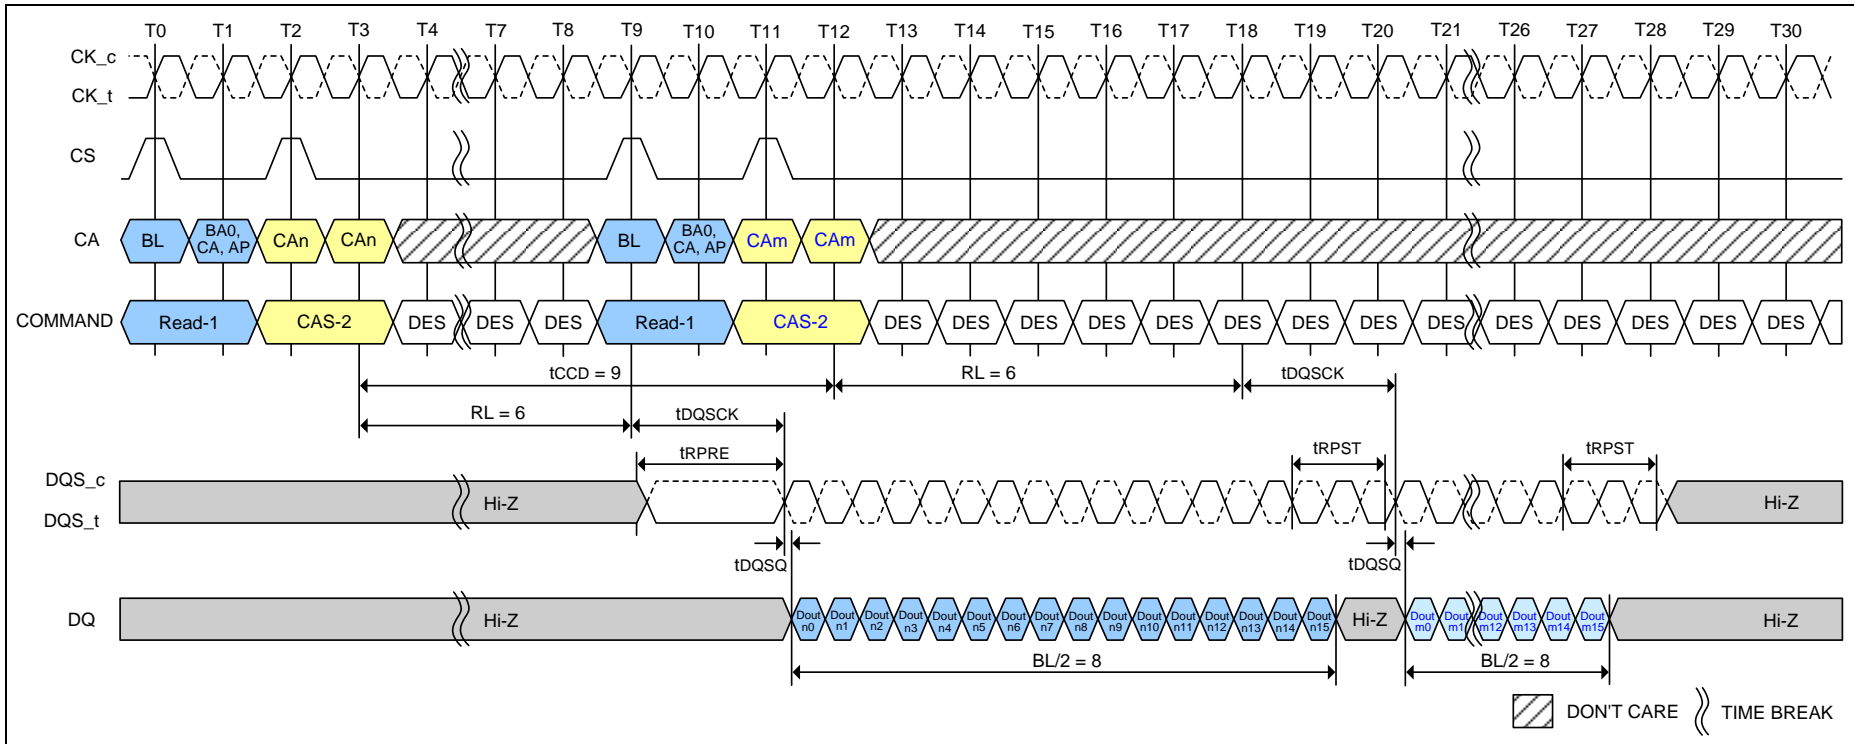 T0 T1 T2 T3 T4 T7 T8 T9 T10 T11 T12 T13 T14 T15 T16 T17 T18 T19 T20 T21 T26 T27 T28 T29 T30
CK_c
CK_t
CS
CA BL BA0, CA, AP CAn CAn BL BA0, CA, AP CAm CAm
COMMAND Read-1 CAS-2 DES DES DES Read-1 CAS-2 DES DES DES DES DES DES DES DES DES DES DES DES DES DES
tCCD = 9 RL = 6 tDQSCK
RL = 6 tDQSCK
tRPRE tRPST tRPST
DQS_c
Hi-Z Hi-Z
DQS_t
tDQSQ tDQSQ
DQ Hi-Z Dout n0 Dout n1 Dout n2 Dout n3 Dout n4 Dout n5 Dout n6 Dout n7 Dout n8 Dout n9 Dout n10 Dout n11 Dout n12 Dout n13 Dout n14 Dout n15 Hi-Z Dout m0 Dout m1 Dout m12 Dout m13 Dout m14 Dout m15 Hi-Z
BL/2 = 8 BL/2 = 8
DON'T CARE TIME BREAK